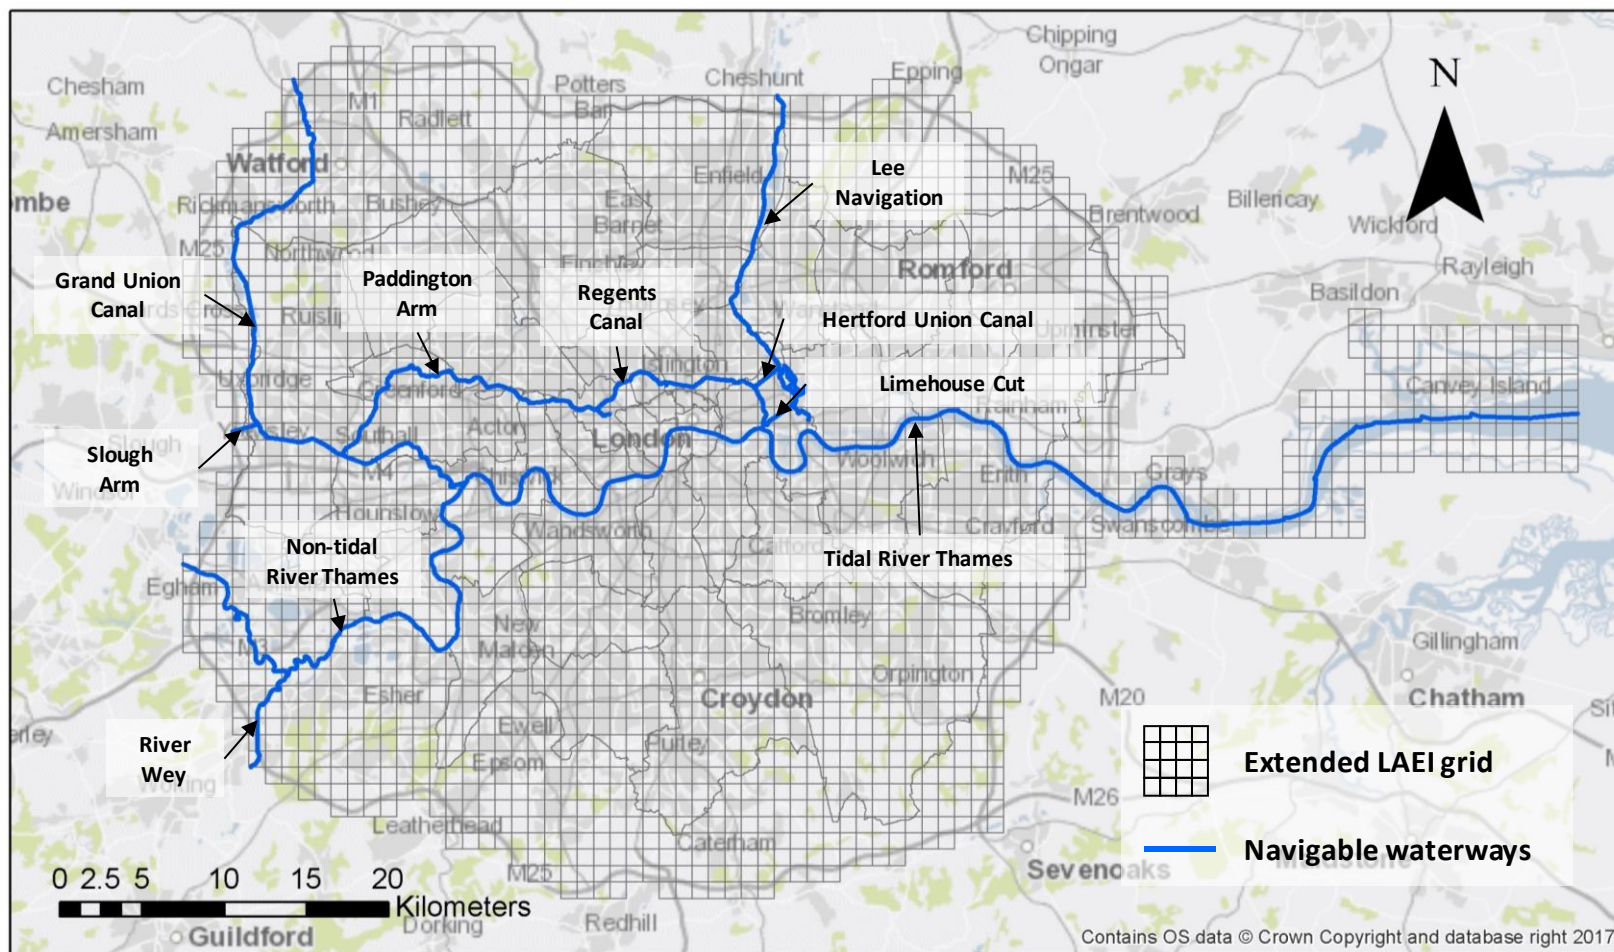 Chipping
Ongar
Chesham
Potters
Bar
Cheshunt
Epping
N
M1
Radlett
Amersham
Watford
Lee
Navigation
Enfield
M25
Billericay
Brentwood
Wickford
Rickmansworth
Bushey
East
Barnet
M25
Northwood
Finchley
Romford
Rayleigh
Grand Union
Canal
Paddington
Arm
Regents
Canal
Basildon
Ruislip
Hertford Union Canal
Islington
Uxbridge
Greenford
Limehouse Cut
Canvey Island
Rainham
Slough
Southall
Acton
London
Slough
Arm
M4
Chiswick
Woolwich
Erith
Grays
Windsor
Hounslow
Wandsworth
Crayford
Swanscombe
Non-tidal
River Thames
Tidal River Thames
Egham
New
Malden
Bromley
M3
Gillingham
Esher
Orpington
Croydon
M20
Chatham
River
Wey
Ewell
Purley
Epsom
Woking
Extended LAEI grid
M26
Leatherhead
Caterham
Navigable waterways
Sevenoaks
M25
0 2.5 5 10 15 20
Kilometers
Redhill
Dorking
Guildford
Contains OS data © Crown Copyright and database right 2017